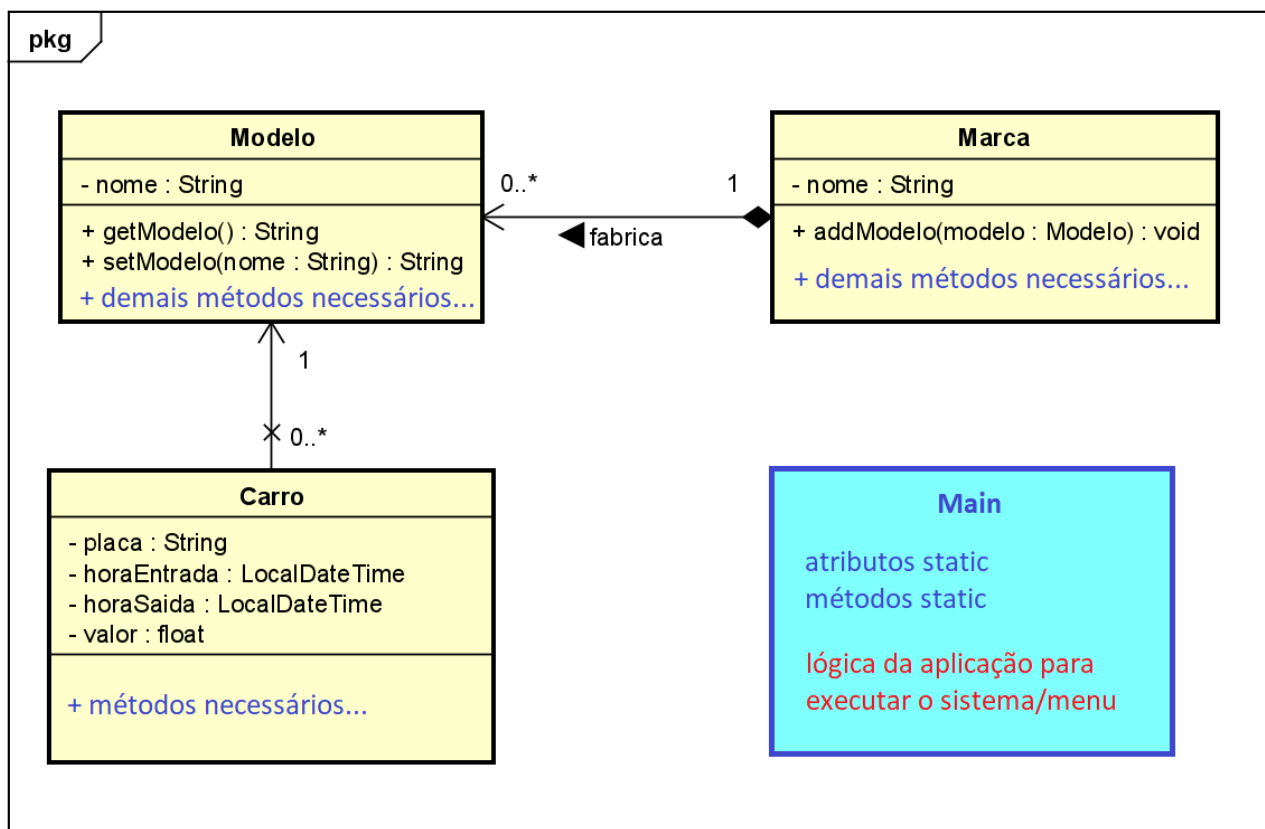 pkg
Modelo
- nome : String
+ getModelo() : String
+ setModelo(nome : String) : String
+ demais métodos necessários...
0..*
1
fabrica
Marca
- nome : String
+ addModelo(modelo : Modelo) : void
+ demais métodos necessários...
1
0..*
Carro
- placa : String
- horaEntrada : LocalDateTime
- horaSaida : LocalDateTime
- valor : float
+ métodos necessários...
Main
atributos static
métodos static
lógica da aplicação para
executar o sistema/menu